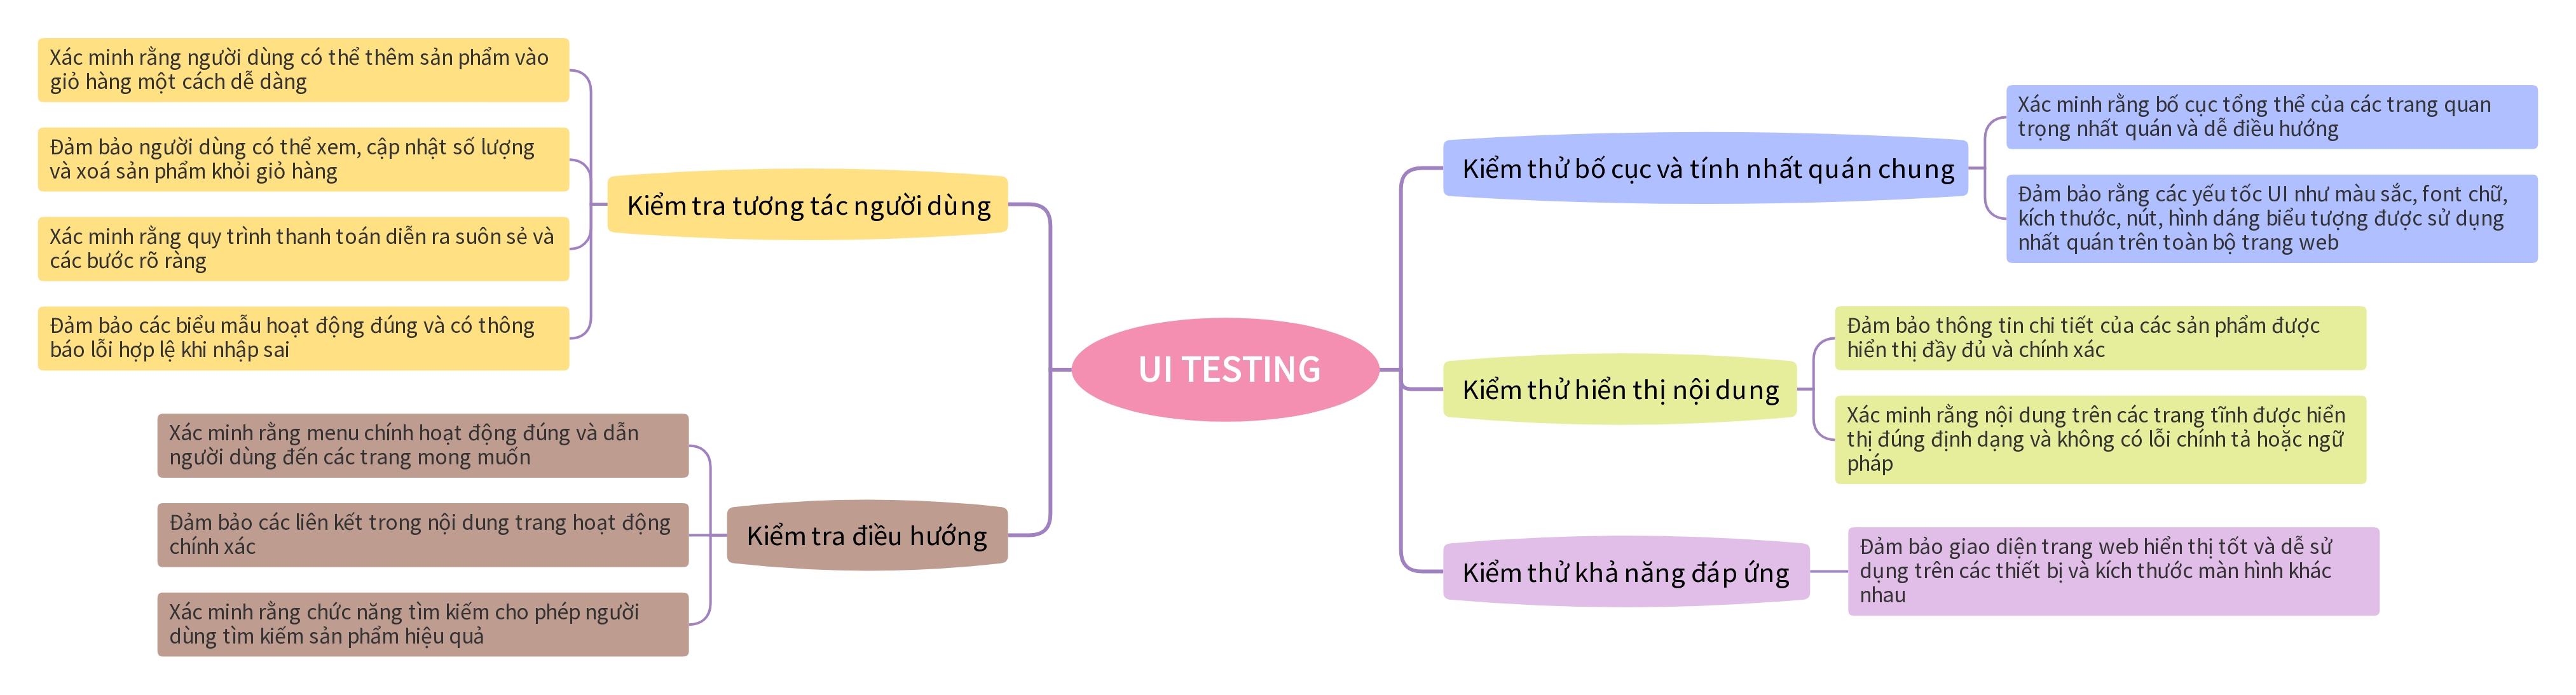 Xác minh rằng người dùng có thể thêm sản phẩm vào
giỏ hàng một cách dễ dàng
Đảm bảo người dùng có thể xem, cập nhật số lượng
và xoá sản phẩm khỏi giỏ hàng
Xác minh rằng quy trình thanh toán diễn ra suôn sẻ và
các bước rõ ràng
Đảm bảo các biểu mẫu hoạt động đúng và có thông
báo lỗi hợp lệ khi nhập sai
Kiểm tra tương tác người dùng
Xác minh rằng menu chính hoạt động đúng và dẫn
người dùng đến các trang mong muốn
Đảm bảo các liên kết trong nội dung trang hoạt động
chính xác
Xác minh rằng chức năng tìm kiếm cho phép người
dùng tìm kiếm sản phẩm hiệu quả
Kiểm tra điều hướng
UI TESTING
Kiểm thử bố cục và tính nhất quán chung
Xác minh rằng bố cục tổng thể của các trang quan
trọng nhất quán và dễ điều hướng
Đảm bảo rằng các yếu tốc UI như màu sắc, font chữ,
kích thước, nút, hình dáng biểu tượng được sử dụng
nhất quán trên toàn bộ trang web
Kiểm thử hiển thị nội dung
Đảm bảo thông tin chi tiết của các sản phẩm được
hiển thị đầy đủ và chính xác
Xác minh rằng nội dung trên các trang tĩnh được hiển
thị đúng định dạng và không có lỗi chính tả hoặc ngữ
pháp
Kiểm thử khả năng đáp ứng
Đảm bảo giao diện trang web hiển thị tốt và dễ sử
dụng trên các thiết bị và kích thước màn hình khác
nhau